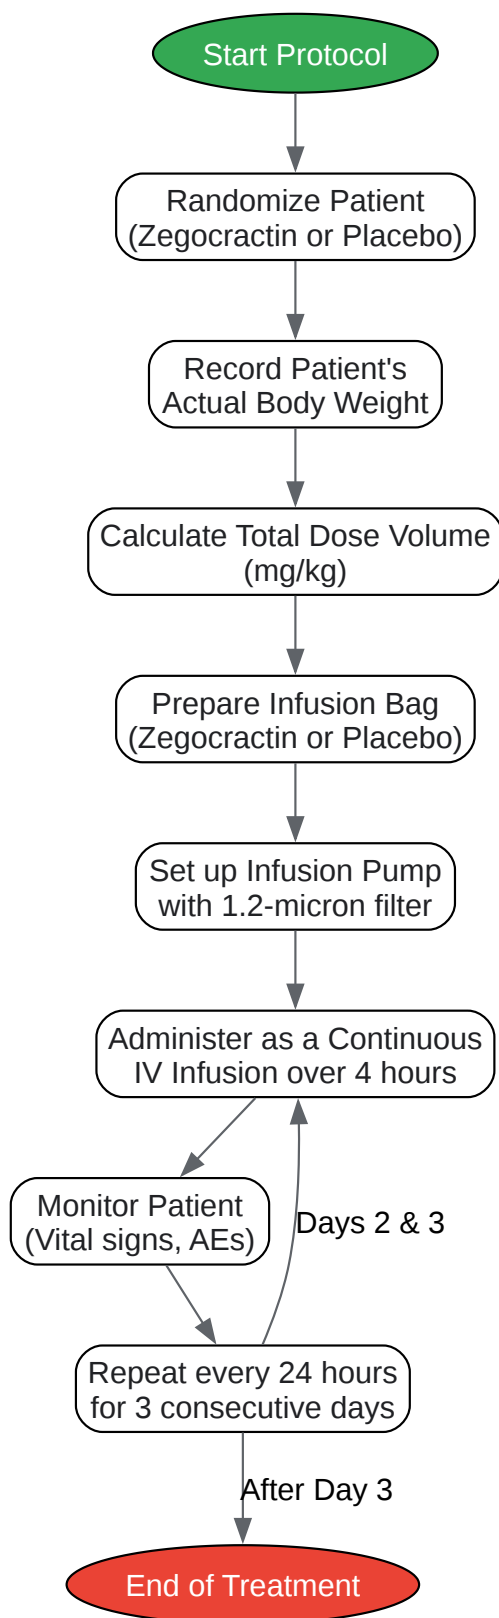 Start Protocol
Randomize Patient
(Zegocractin or Placebo)
Record Patient's
Actual Body Weight
Calculate Total Dose Volume
(mg/kg)
Prepare Infusion Bag
(Zegocractin or Placebo)
Set up Infusion Pump
with 1.2-micron filter
Administer as a Continuous
IV Infusion over 4 hours
Monitor Patient
(Vital signs, AEs)
Days 2 & 3
Repeat every 24 hours
for 3 consecutive days
After Day 3
End of Treatment